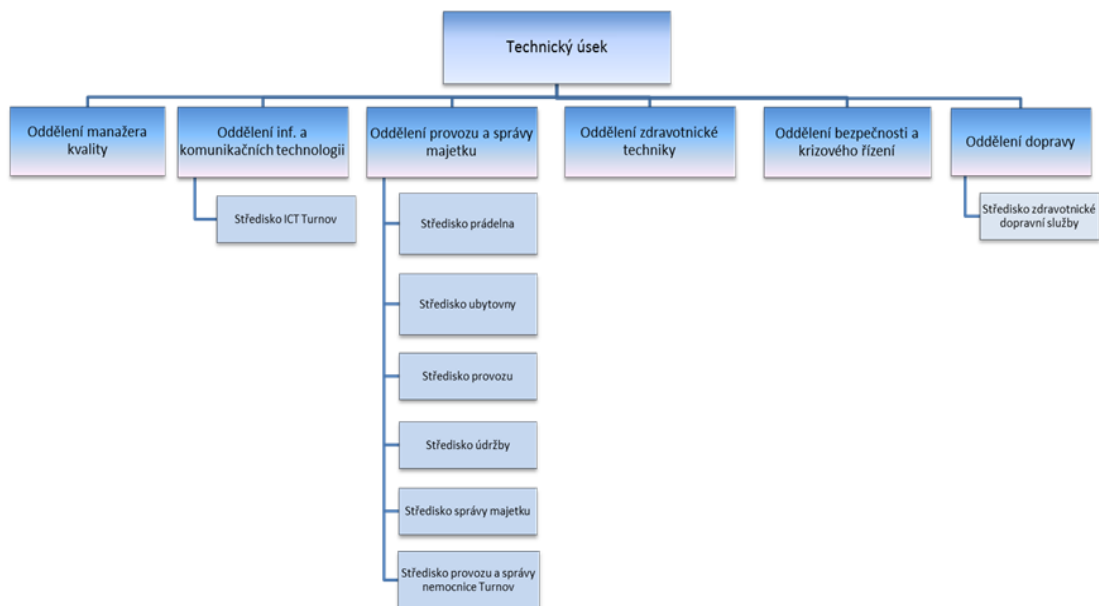 Technický úsek
Oddělení manažera
kvality
Oddělení inf. a
komunikačních technologii
Oddělení provozu a správy
majetku
Oddělení zdravotnické
techniky
Oddělení bezpečnosti a
krizového řízení
Oddělení dopravy
Středisko ICT Turnov
Středisko prádelna
Středisko zdravotnické
dopravní služby
Středisko ubytovny
Středisko provozu
Středisko údržby
Středisko správy majetku
Středisko provozu a správy
nemocnice Turnov